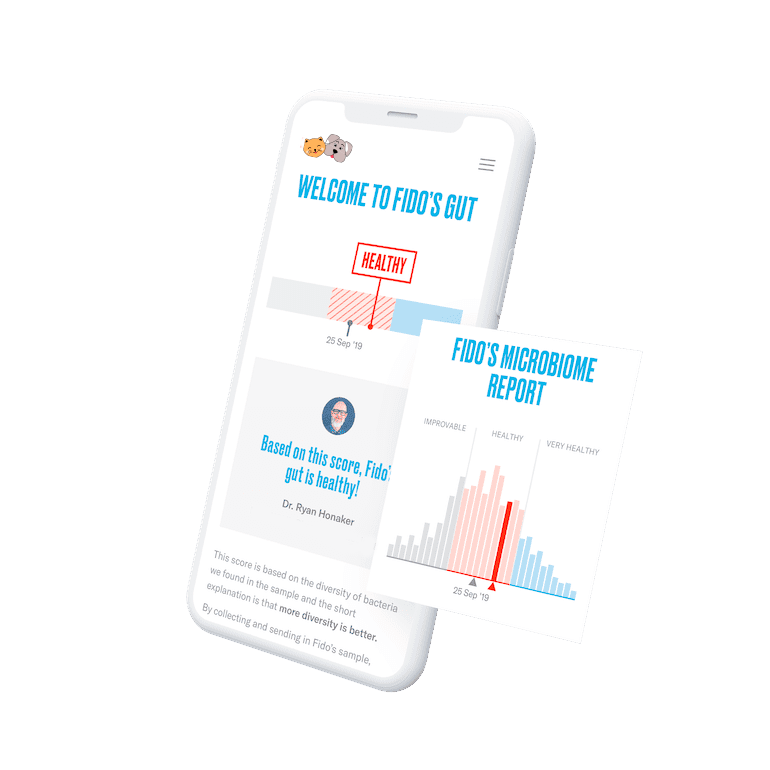 WELCOME TO FIDO'S GUT
HEALTHY
25 Sep '19
Based on this score, Fido'
gut is healthy!
Dr. Ryan Honaker
This score is based on the diversity of bacteria
we found in the sample and the short
explanation is that more diversity is better.
By collecting and sending in Fido's sample,
FIDO'S MICROBIOME
REPORT
IMPROVABLE
HEALTHY
VERY HEALTHY
25 Sep '19